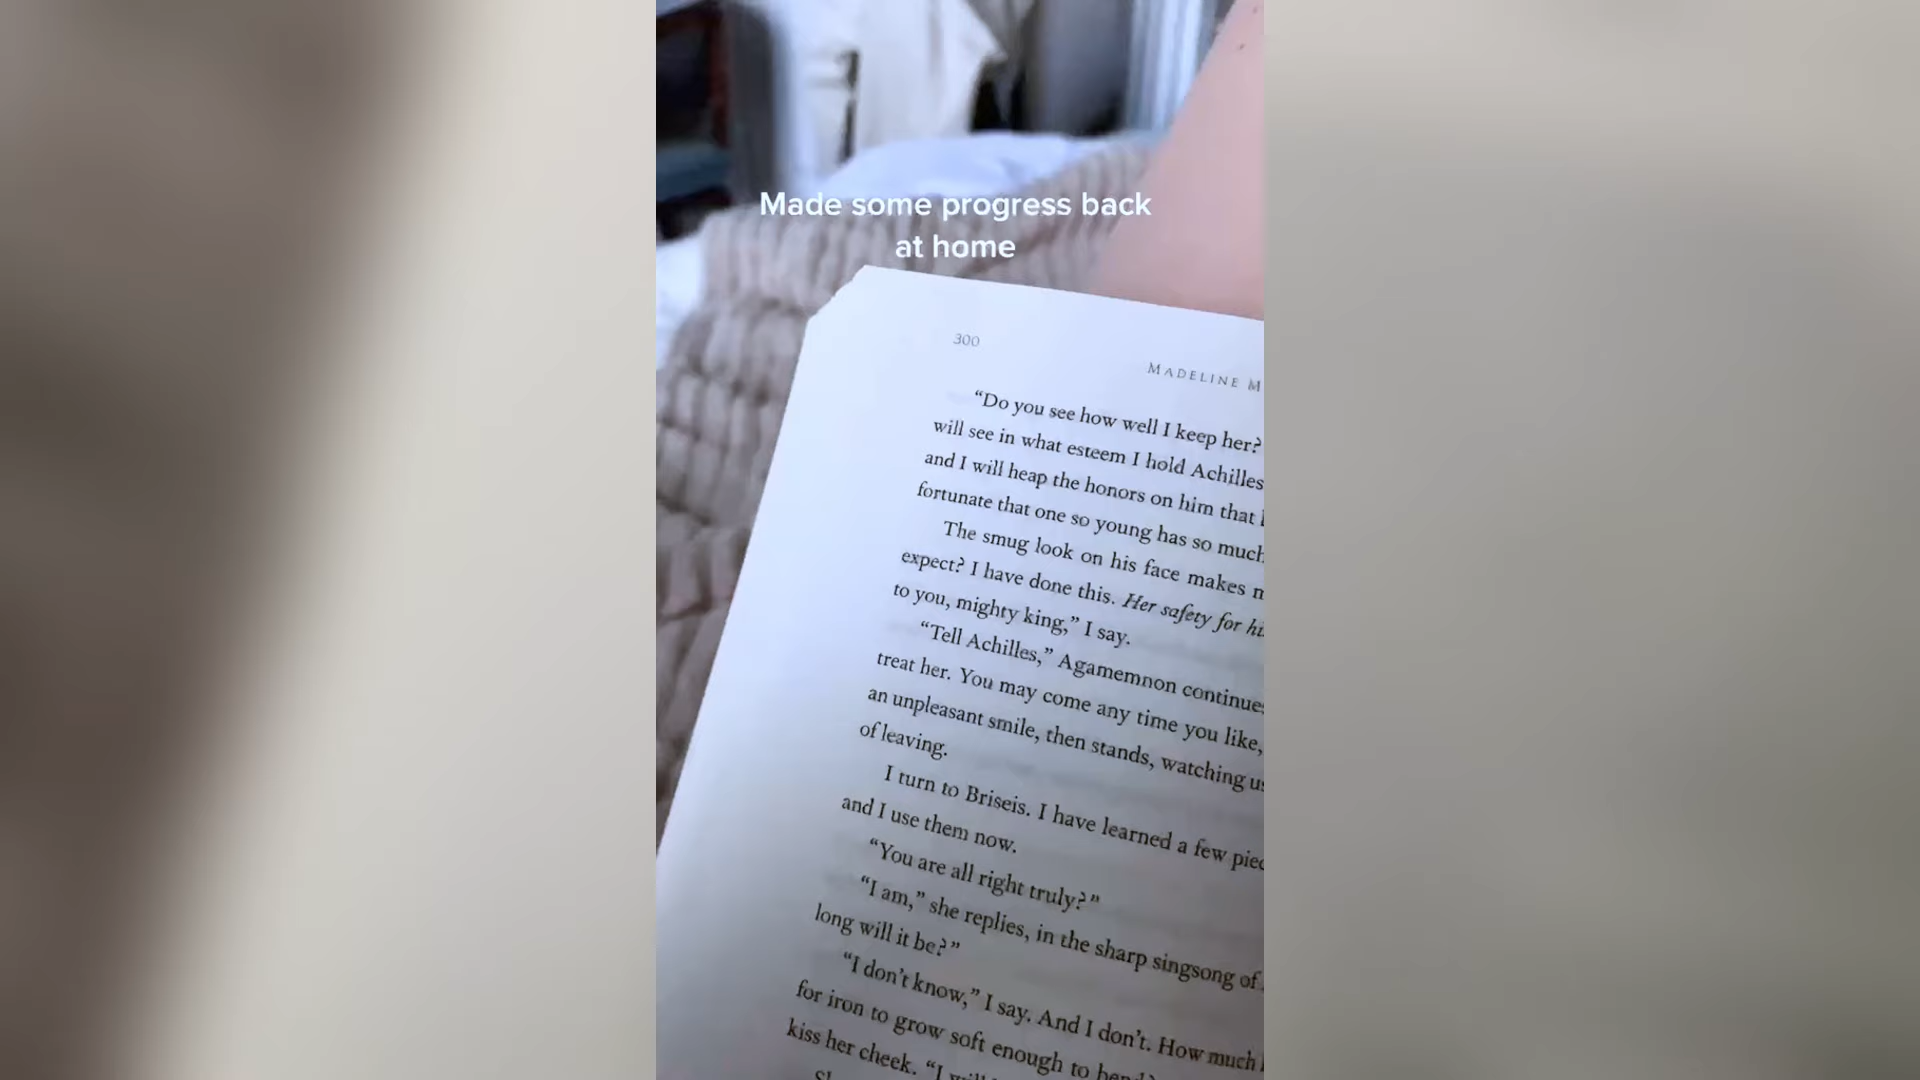 Made some progress back
at home
300
MADELINE M
“Do you see how well I keep her?
will see in what esteem I hold Achilles
and I will heap the honors on him that
fortunate that one so young has so much
The smug look on his face makes
expect? I have done this. Her safety for
to you, mighty king,” I say.
“Tell Achilles,” Agamemnon continues
treat her. You may come any time you like,
an unpleasant smile, then stands, watching us
of leaving.
I turn to Briseis. I have learned a few
and I use them now.
“You are all right truly?”
“I am,” she replies, in the sharp singsong of
long will it be?”
“I don’t know,” I say. And I don’t. How much
for iron to grow soft enough to bend?
kiss her cheek. “I